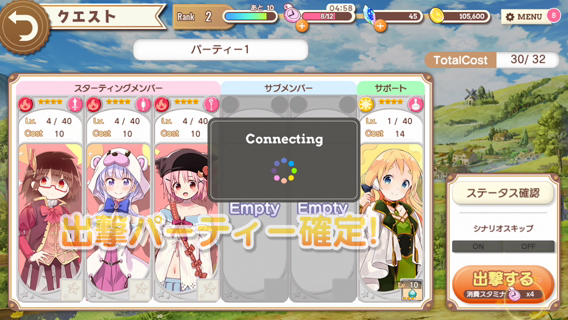 クエスト
Rank 2
あと 10
8/12
04:58
45
105,600
MENU
8
パーティー1
TotalCost 30/ 32
スターティングメンバー
サブメンバー
サポート
Lv. 4 / 40
Cost 10
Lv. 4 / 40
Cost 14
Lv. 3 / 40
Cost 10
Lv. 1 / 40
Cost 14
Connecting
Empty
Empty
出撃パーティー確定!
Lv. 10
ステータス確認
シナリオスキップ
ON OFF
出撃する
消費スタミナ x4